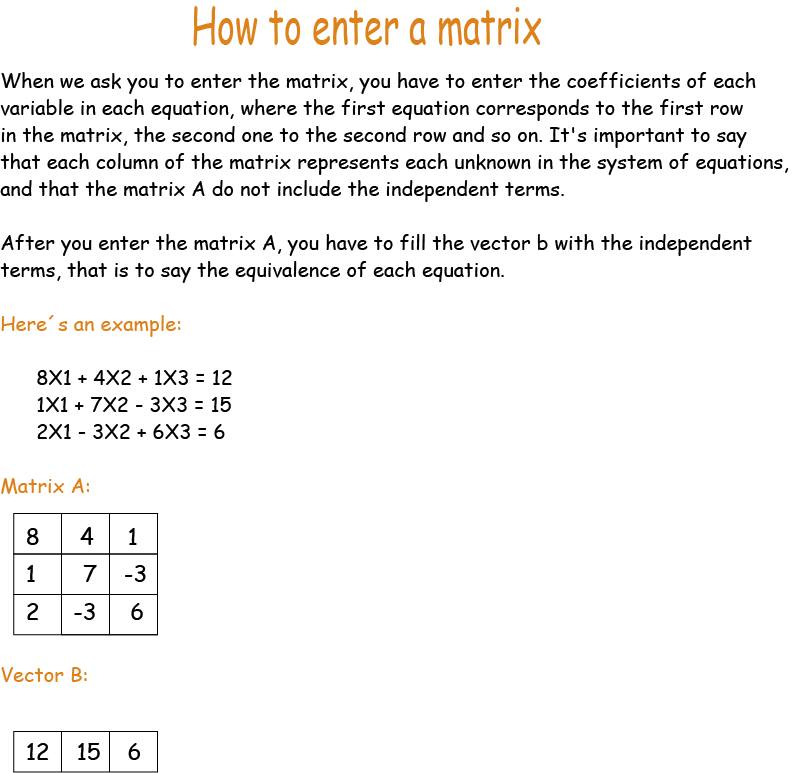 How to enter a matrix
When we ask you to enter the matrix, you have to enter the coefficients of each
variable in each equation, where the first equation corresponds to the first row
in the matrix, the second one to the second row and so on. It's important to say
that each column of the matrix represents each unknown in the system of equations,
and that the matrix A do not include the independent terms.
After you enter the matrix A, you have to fill the vector b with the independent
terms, that is to say the equivalence of each equation.
Here´s an example:
8X1 + 4X2 + 1X3 = 12
1X1 + 7X2 - 3X3 = 15
2X1 - 3X2 + 6X3 = 6
Matrix A:
8 4 1
1 7 -3
2 -3 6
Vector B:
12 15 6